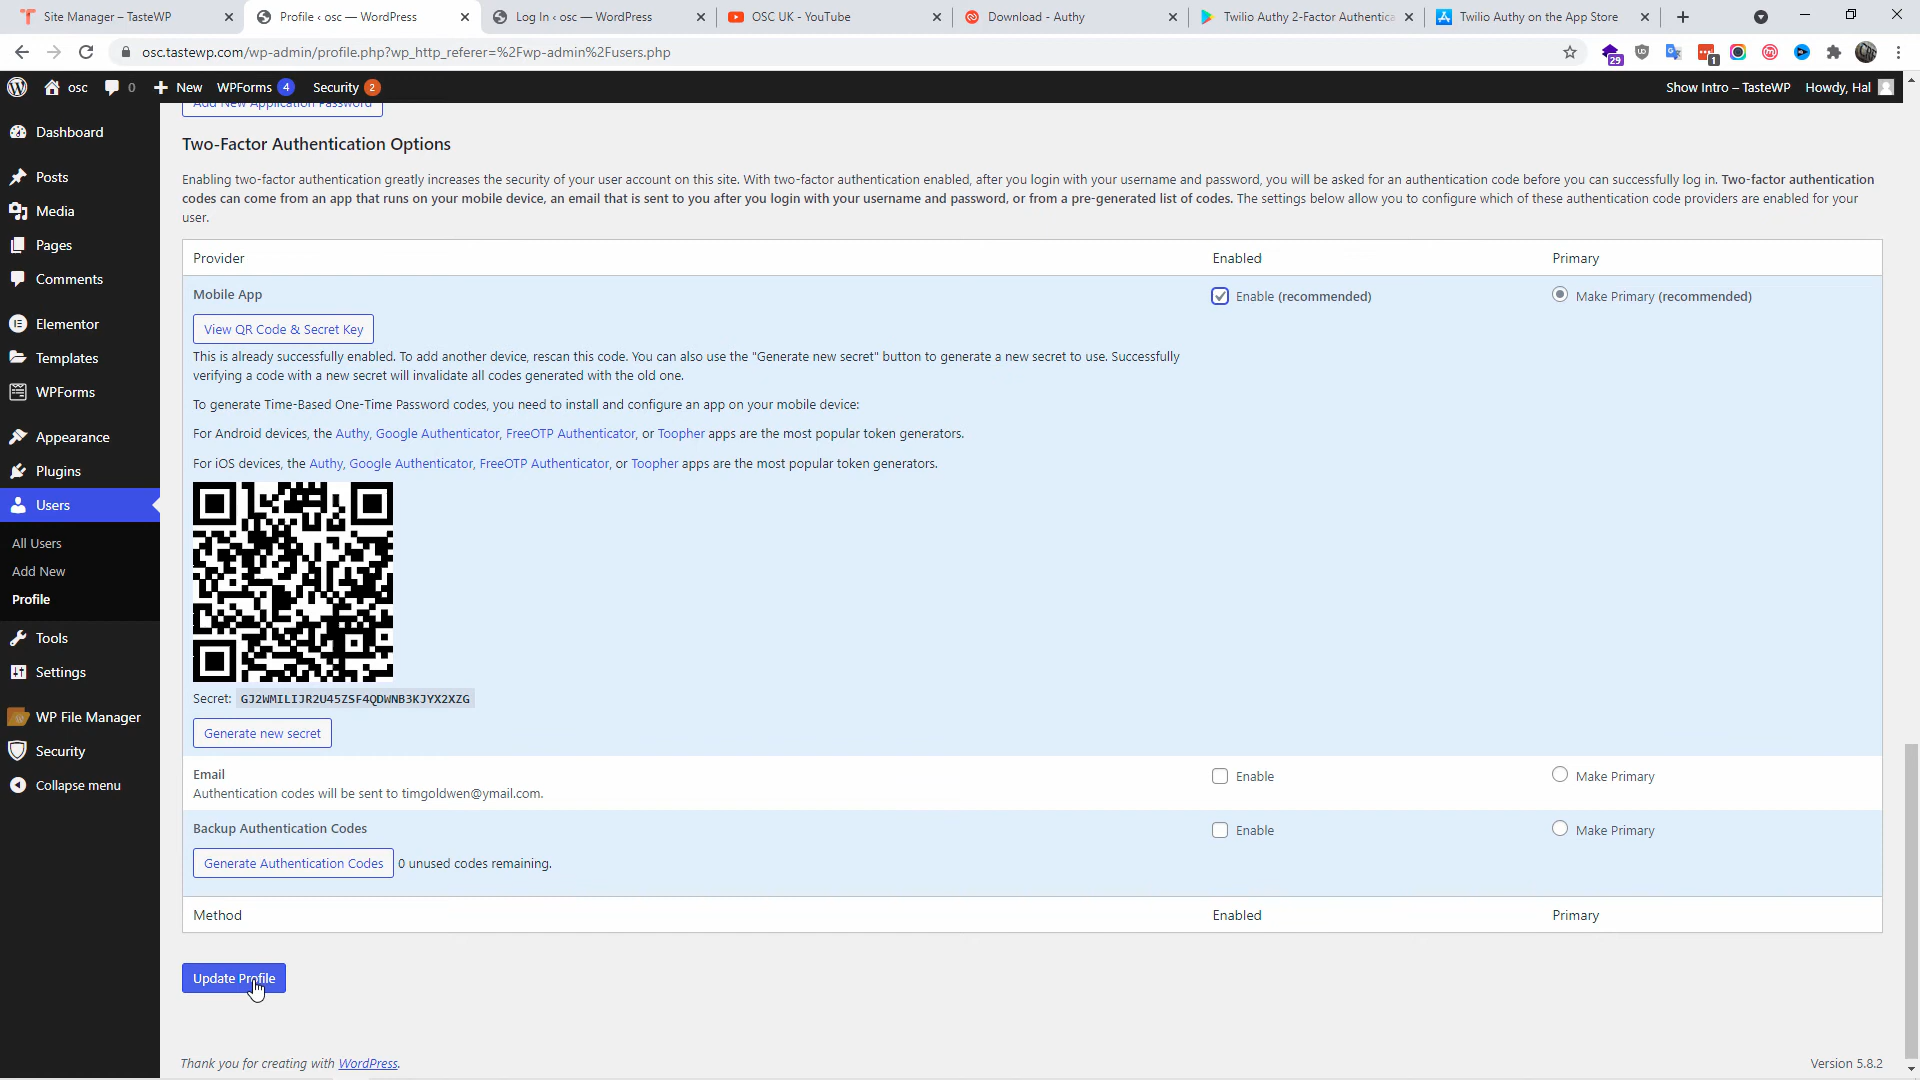 Site Manager – TasteWP
Profile ‹ osc — WordPress
Log In ‹ osc — WordPress
OSC UK - YouTube
Download - Authy
Twilio Authy 2-Factor Authentica
Twilio Authy on the App Store
osc.tastewp.com/wp-admin/profile.php?wp_http_referer=%2Fwp-admin%2Fusers.php
29
1
osc
0
New
WPForms 4
Security 2
Show Intro – TasteWP
Howdy, Hal
Dashboard
Posts
Media
Pages
Comments
Elementor
Templates
WPForms
Appearance
Plugins
Users
All Users
Add New
Profile
Tools
Settings
WP File Manager
Security
Collapse menu
Add New Application Password
Two-Factor Authentication Options
Enabling two-factor authentication greatly increases the security of your user account on this site. With two-factor authentication enabled, after you login with your username and password, you will be asked for an authentication code before you can successfully log in. Two-factor authentication
codes can come from an app that runs on your mobile device, an email that is sent to you after you login with your username and password, or from a pre-generated list of codes. The settings below allow you to configure which of these authentication code providers are enabled for your
user.
Provider Enabled Primary
Mobile App Enable (recommended) Make Primary (recommended)
View QR Code & Secret Key
This is already successfully enabled. To add another device, rescan this code. You can also use the "Generate new secret" button to generate a new secret to use. Successfully
verifying a code with a new secret will invalidate all codes generated with the old one.
To generate Time-Based One-Time Password codes, you need to install and configure an app on your mobile device:
For Android devices, the Authy, Google Authenticator, FreeOTP Authenticator, or Toopher apps are the most popular token generators.
For iOS devices, the Authy, Google Authenticator, FreeOTP Authenticator, or Toopher apps are the most popular token generators.
Secret: GJ2WMILIJR2U45ZSF4QDWNB3KJYX2XZG
Generate new secret
Email Enable Make Primary
Authentication codes will be sent to timgoldwen@ymail.com.
Backup Authentication Codes Enable Make Primary
Generate Authentication Codes 0 unused codes remaining.
Method Enabled Primary
Update Profile
Thank you for creating with WordPress.
Version 5.8.2